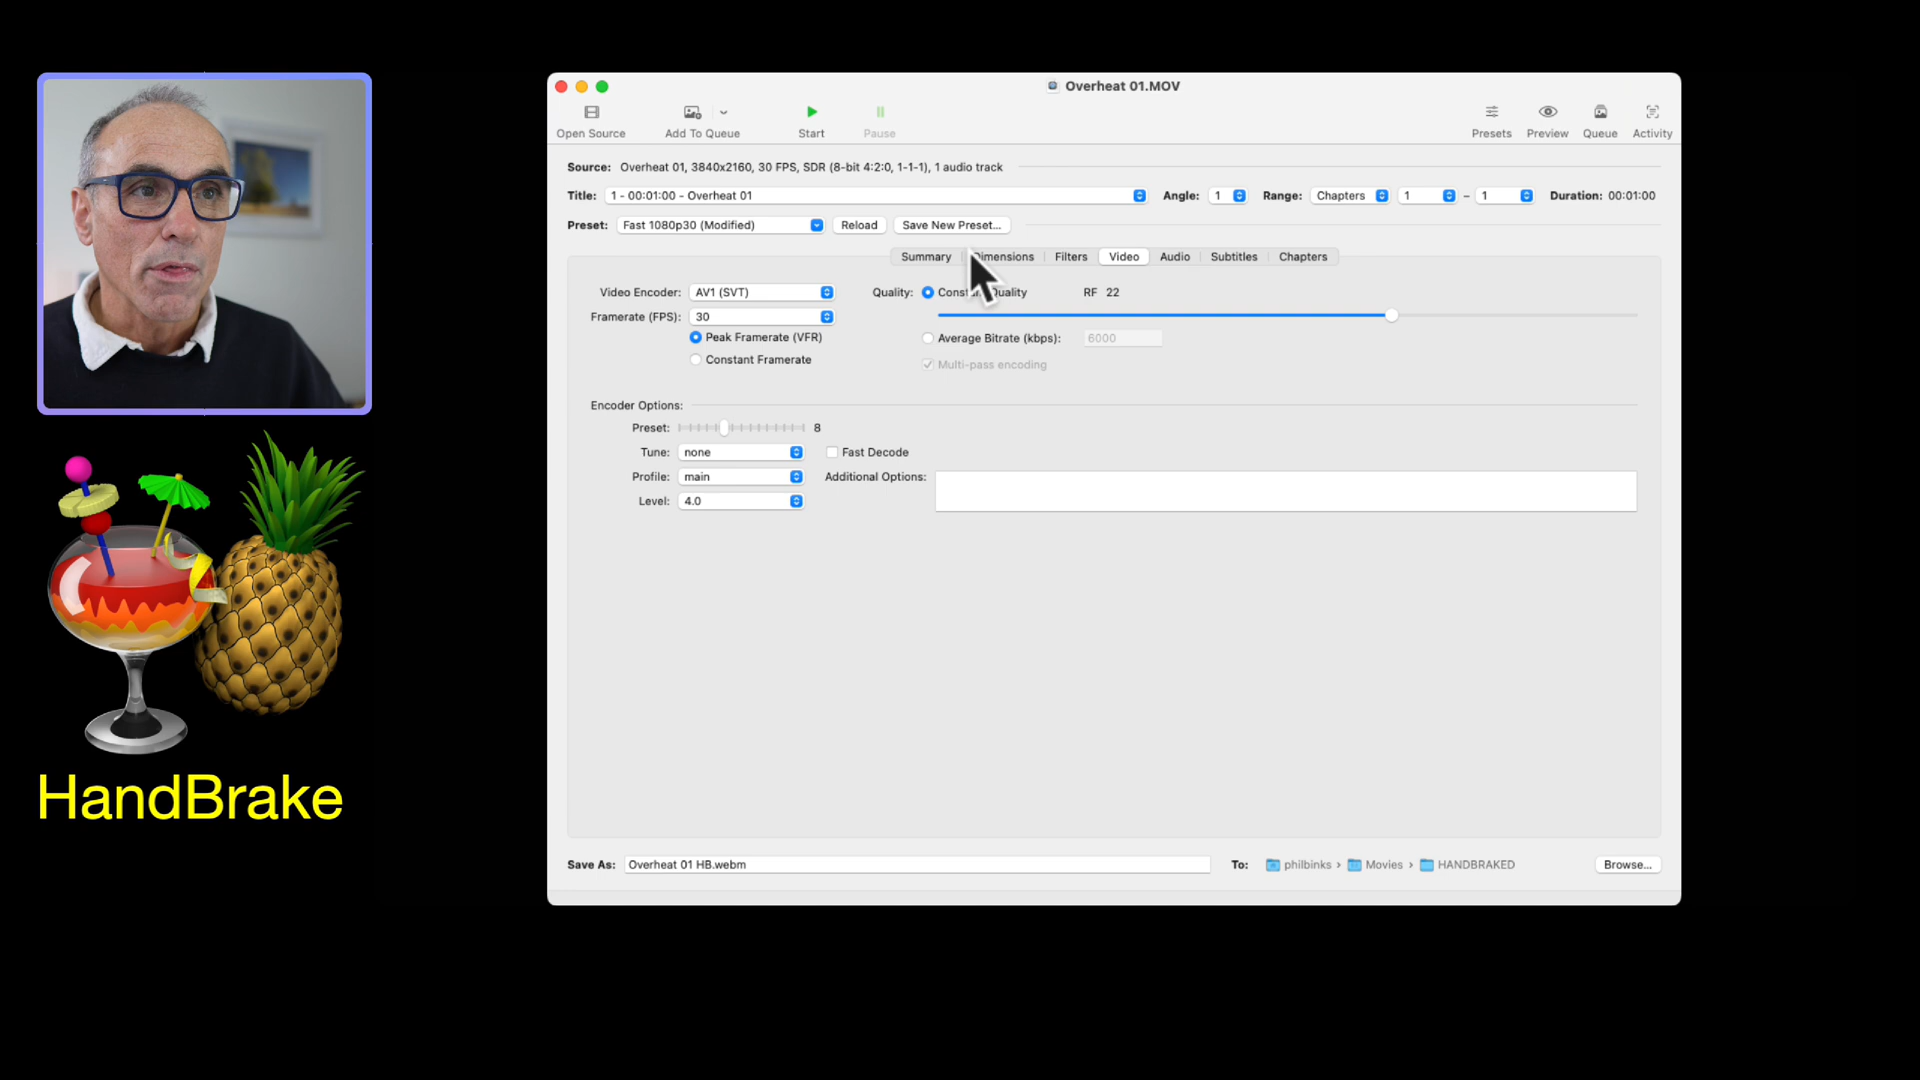 Overheat 01.MOV
Open Source Add To Queue Start Pause Presets Preview Queue Activity
Source: Overheat 01, 3840x2160, 30 FPS, SDR (8-bit 4:2:0, 1-1-1), 1 audio track
Title: 1 - 00:01:00 - Overheat 01 Angle: 1 Range: Chapters 1 – 1 Duration: 00:01:00
Preset: Fast 1080p30 (Modified) Reload Save New Preset...
Summary Dimensions Filters Video Audio Subtitles Chapters
Video Encoder: AV1 (SVT) Quality: Constant Quality RF 22
Framerate (FPS): 30
Peak Framerate (VFR) Average Bitrate (kbps): 6000
Constant Framerate Multi-pass encoding
Encoder Options:
Preset: 8
Tune: none Fast Decode
Profile: main Additional Options:
Level: 4.0
Save As: Overheat 01 HB.webm To: philbinks › Movies › HANDBRAKED Browse...
HandBrake